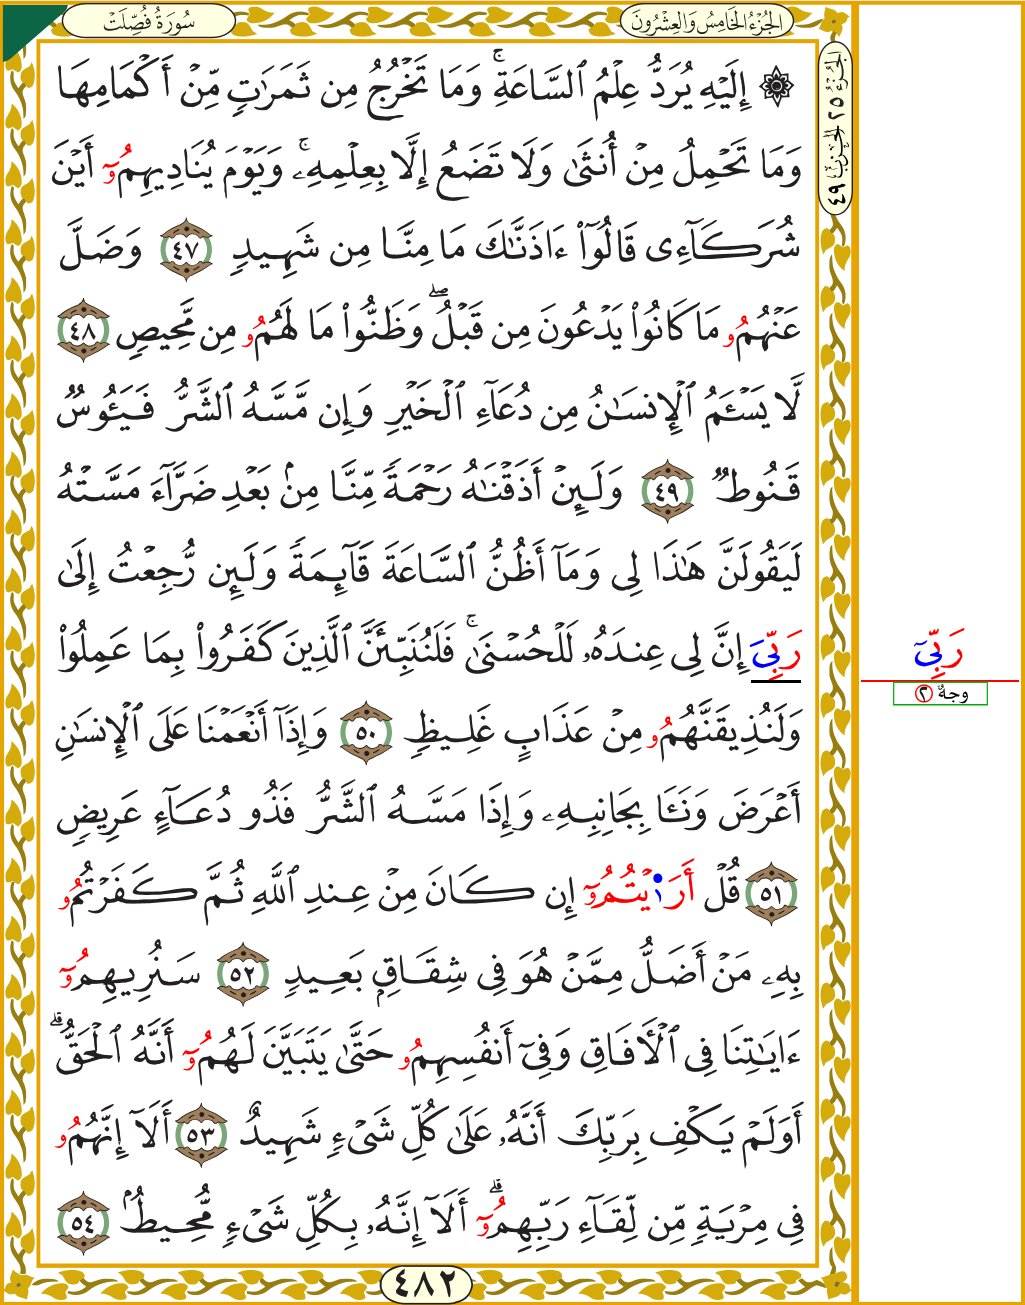 سُورَةُ فُصِّلَتْ
الجُزْءُ الخَامِسُ وَالعِشْرُونَ
الجُزْءُ ٢٥ الحِزْبُ ٤٩
۞ إِلَيْهِ يُرَدُّ عِلْمُ ٱلسَّاعَةِۚ وَمَا تَخْرُجُ مِن ثَمَرَٰتٖ مِّنْ أَكْمَامِهَا
وَمَا تَحْمِلُ مِنْ أُنثَىٰ وَلَا تَضَعُ إِلَّا بِعِلْمِهِۦۚ وَيَوْمَ يُنَادِيهِمُۥٓ أَيْنَ
شُرَكَآءِى قَالُوٓاْ ءَاذَنَّٰكَ مَا مِنَّا مِن شَهِيدٖ ٤٧ وَضَلَّ
عَنْهُمُۥ مَا كَانُواْ يَدْعُونَ مِن قَبْلُۖ وَظَنُّواْ مَا لَهُمُۥ مِن مَّحِيصٖ ٤٨
لَّا يَسْـَٔمُ ٱلْإِنسَٰنُ مِن دُعَآءِ ٱلْخَيْرِ وَإِن مَّسَّهُ ٱلشَّرُّ فَيَـُٔوسٞ
قَنُوطٞ ٤٩ وَلَئِنْ أَذَقْنَٰهُ رَحْمَةٗ مِّنَّا مِنۢ بَعْدِ ضَرَّآءَ مَسَّتْهُ
لَيَقُولَنَّ هَٰذَا لِى وَمَآ أَظُنُّ ٱلسَّاعَةَ قَآئِمَةٗ وَلَئِن رُّجِعْتُ إِلَىٰ
رَبِّىَ إِنَّ لِى عِندَهُۥ لَلْحُسْنَىٰۚ فَلَنُنَبِّئَنَّ ٱلَّذِينَ كَفَرُواْ بِمَا عَمِلُواْ
رَبِّىٓ
وجهٌ ٢
وَلَنُذِيقَنَّهُمُۥ مِنْ عَذَابٍ غَلِيظٖ ٥٠ وَإِذَآ أَنْعَمْنَا عَلَى ٱلْإِنسَٰنِ
أَعْرَضَ وَنَـَٔا بِجَانِبِهِۦ وَإِذَا مَسَّهُ ٱلشَّرُّ فَذُو دُعَآءٍ عَرِيضٖ
٥١ قُلْ أَرَٰ۬يْتُمُۥٓ إِن كَانَ مِنْ عِندِ ٱللَّهِ ثُمَّ كَفَرْتُمُۥ
بِهِۦ مَنْ أَضَلُّ مِمَّنْ هُوَ فِى شِقَاقِۭ بَعِيدٖ ٥٢ سَنُرِيهِمُۥٓ
ءَايَٰتِنَا فِى ٱلْأٓفَاقِ وَفِىٓ أَنفُسِهِمُۥ حَتَّىٰ يَتَبَيَّنَ لَهُمُۥٓ أَنَّهُ ٱلْحَقُّۗ
أَوَلَمْ يَكْفِ بِرَبِّكَ أَنَّهُۥ عَلَىٰ كُلِّ شَىْءٖ شَهِيدٌ ٥٣ أَلَآ إِنَّهُمُۥ
فِى مِرْيَةٖ مِّن لِّقَآءِ رَبِّهِمُۥٓۗ أَلَآ إِنَّهُۥ بِكُلِّ شَىْءٖ مُّحِيطُۢ ٥٤
٤٨٢